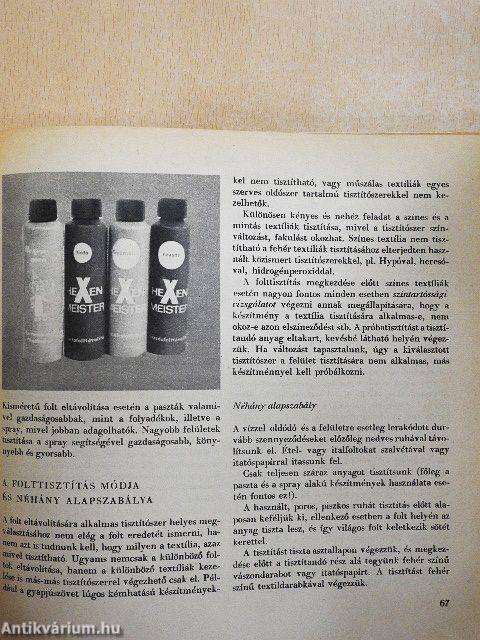 HEXEN
MEISTER
HEXEN
MEISTER
HEXEN
MEISTER
Kisméretű folt eltávolítása esetén a paszták valami-
vel gazdaságosabbak, mint a folyadékok, illetve a
spray, mivel jobban adagolhatók. Nagyobb felületek
tisztítása a spray segítségével gazdaságosabb, köny-
nyebb és gyorsabb.
A FOLTTISZTÍTÁS MÓDJA
ÉS NÉHÁNY ALAPSZABÁLYA
A folt eltávolítására alkalmas tisztítószer helyes meg-
választásához nem elég a folt eredetét ismerni, ha-
nem azt is tudnunk kell, hogy milyen a textília, azaz
mivel tisztítható. Ugyanis nemcsak a különböző fol-
tok eltávolítása, hanem a különböző textíliák keze-
lése is más-más tisztítószerrel végezhető csak el. Pél-
dául a gyapjúszövet lúgos kémhatású készítmények-
kel nem tisztítható, vagy műszálas textíliák egyes
szerves oldószer tartalmú tisztítószerekkel nem ke-
zelhetők.
Különösen kényes és nehéz feladat a színes és a
mintás textíliák tisztítása, mivel a tisztítószer szín-
változást, fakulást okozhat. Színes textília nem tisz-
títható a fehér textíliák tisztításához elterjedten hasz-
nált közismert tisztítószerekkel, pl. Hypóval, heresó-
val, hidrogénperoxiddal.
A folttisztítás megkezdése előtt színes textíliák
esetén nagyon fontos minden esetben színtartóssági
vizsgálatot végezni annak megállapítására, hogy a
készítmény a textília tisztítására alkalmas-e, nem
okoz-e azon elszíneződést stb. A próbatisztítást a tisztí-
tandó anyag eltakart, kevésbé látható helyén végez-
zük. Ha változást tapasztalunk, úgy a kiválasztott
tisztítószer a felület tisztítására nem alkalmas, más
készítménnyel kell próbálkozni.
Néhány alapszabály
A vízzel oldódó és a felületre esetleg lerakódott dur-
vább szennyeződéseket előzőleg nedves ruhával távo-
lítsunk el. Étel- vagy italfoltokat szalvétával vagy
itatóspapírral itassunk fel.
Csak teljesen száraz anyagot tisztítsunk (főleg a
paszta és a spray alakú készítmények használata ese-
tén fontos ez!).
A használt, poros, piszkos ruhát tisztítás előtt ala-
posan keféljük ki, ellenkező esetben a folt helyén az
anyag tiszta lesz, és így világos folt keletkezik sötét
kerettel.
A tisztítást tiszta asztallapon végezzük, és megkez-
dése előtt a tisztítandó rész alá tegyünk fehér színű
vászondarabot vagy itatóspapírt. A tisztítást fehér
színű textildarabkával végezzük.
67
Antikvárium.hu